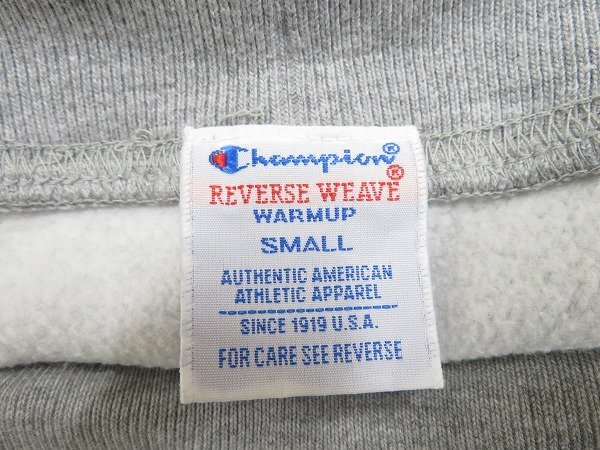 Champion®
REVERSE WEAVE®
WARMUP
SMALL
AUTHENTIC AMERICAN
ATHLETIC APPAREL
SINCE 1919 U.S.A.
FOR CARE SEE REVERSE